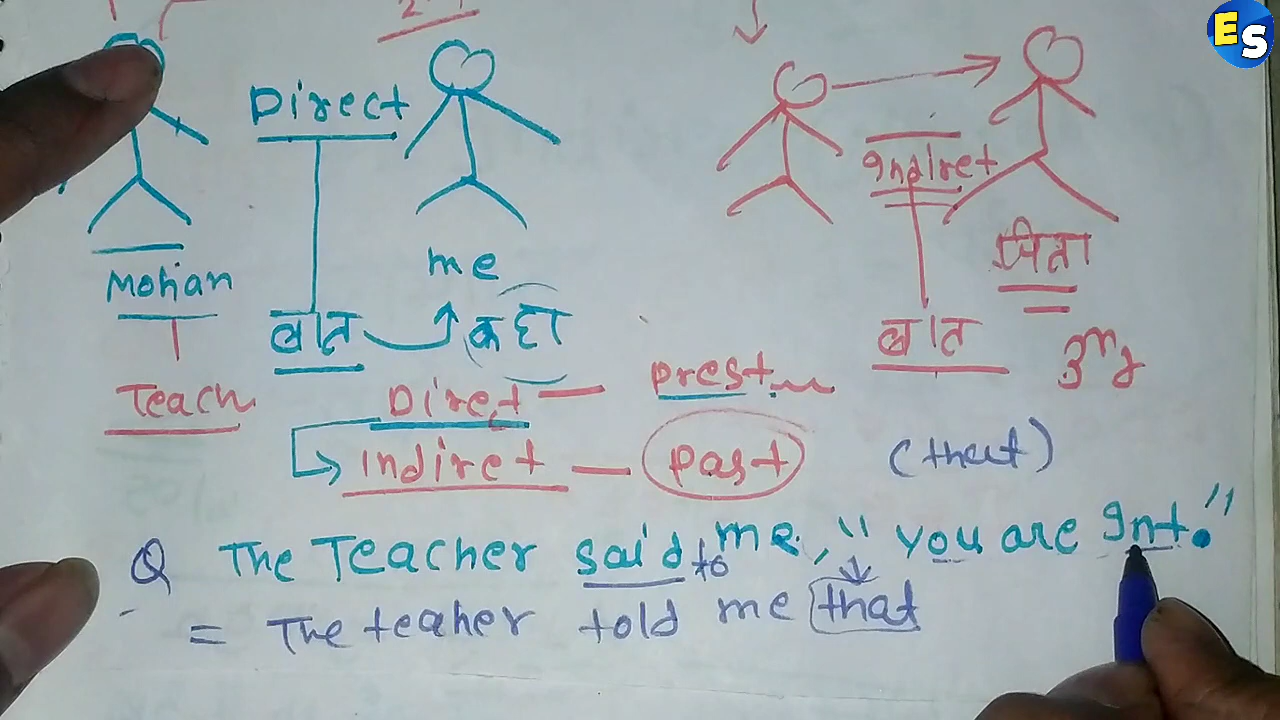 ES
Direct
Indiret
me
पिता
Mohan
बात कहा
बात
Teach
Direct — prest
Indiret — past
(that)
Q The Teacher said to me, "you are Int."
= The teaher told me that